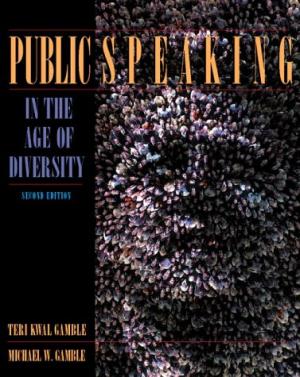 PUBLIC SPEAKING
IN THE
AGE OF
DIVERSITY
SECOND EDITION
TERI KWAL GAMBLE
MICHAEL W. GAMBLE